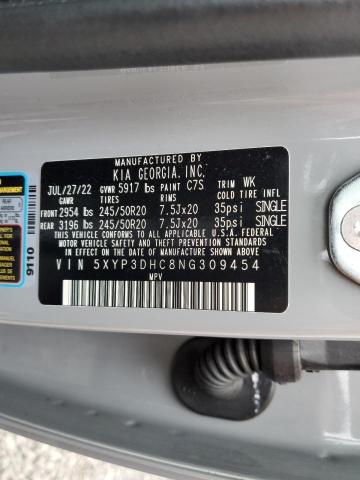 MANUFACTURED BY
KIA GEORGIA, INC.
JUL/27/22 GVWR 5917 lbs PAINT C7S TRIM WK
GAWR TIRES RIMS COLD TIRE INFL
FRONT 2954 lbs 245/50R20 7.5Jx20 35psi SINGLE
REAR 3196 lbs 245/50R20 7.5Jx20 35psi SINGLE
THIS VEHICLE CONFORMS TO ALL APPLICABLE U.S.
FEDERAL MOTOR VEHICLE SAFETY AND THEFT PREVENTION
STANDARDS IN EFFECT ON THE DATE OF MANUFACTURE
SHOWN ABOVE.
VIN 5XYP3DHC8NG309454
MPV
9110